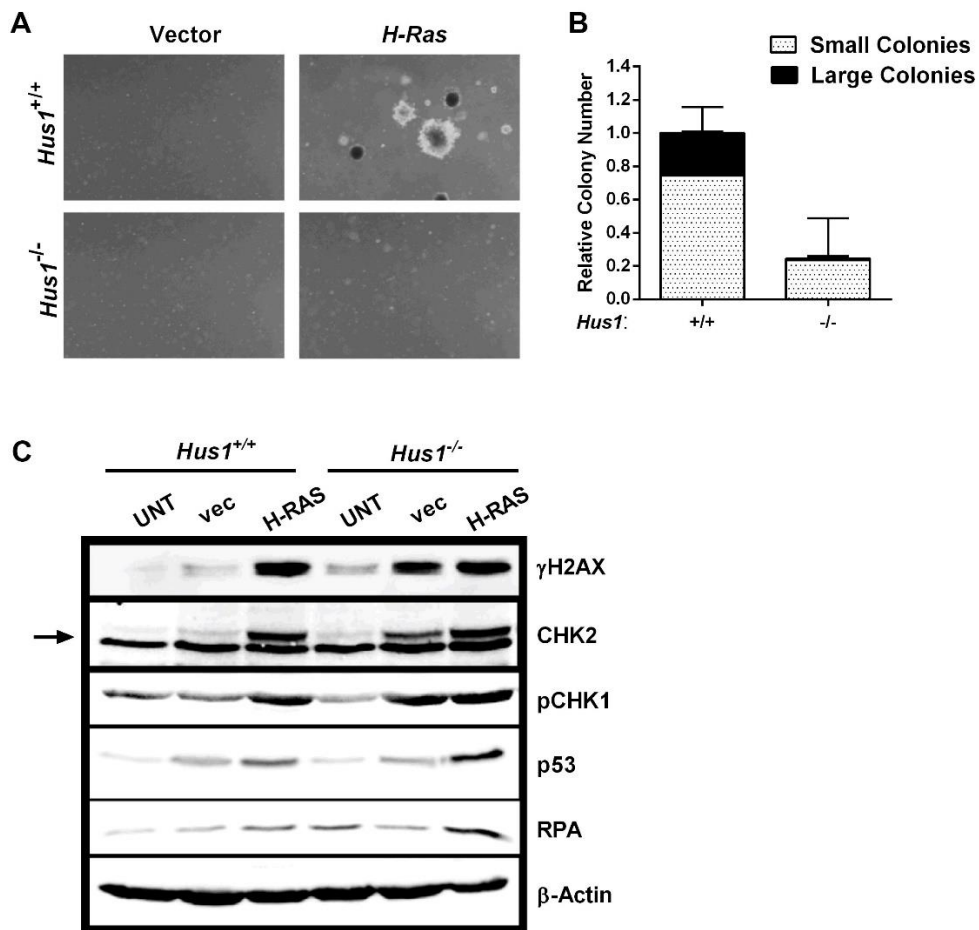 A
Vector
H-Ras
Hus1+/+
Hus1-/-
B
Small Colonies
Large Colonies
Relative Colony Number
1.4
1.2
1.0
0.8
0.6
0.4
0.2
0.0
Hus1: +/+ -/-
C
Hus1+/+ Hus1-/-
UNT vec H-RAS UNT vec H-RAS
γH2AX
CHK2
pCHK1
p53
RPA
β-Actin